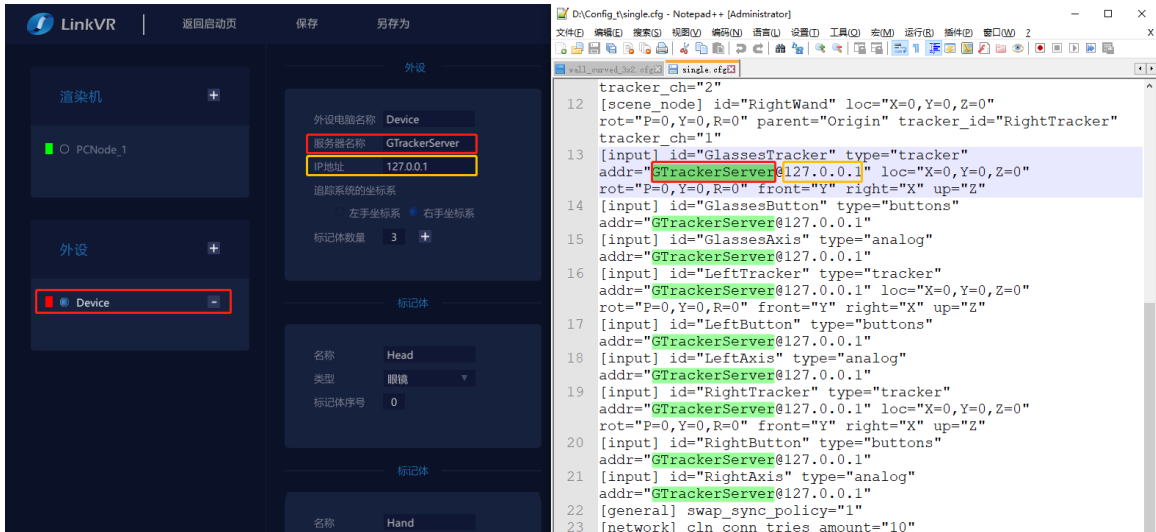 LinkVR
返回启动页
保存
另存为
渲染机
PCNode_1
外设
Device
外设
外设电脑名称 Device
服务器名称 GTrackerServer
IP地址 127.0.0.1
追踪系统的坐标系
左手坐标系 右手坐标系
标记体数量 3
标记体
名称 Head
类型 眼镜
标记体序号 0
标记体
名称 Hand
D:\Config_t\single.cfg - Notepad++ [Administrator]
文件(F) 编辑(E) 搜索(S) 视图(V) 编码(N) 语言(L) 设置(T) 工具(O) 宏(M) 运行(R) 插件(P) 窗口(W) ?
X
wall_curved_3x2.cfg single.cfg
tracker_ch="2"
12 [scene_node] id="RightWand" loc="X=0,Y=0,Z=0"
rot="P=0,Y=0,R=0" parent="Origin" tracker_id="RightTracker"
tracker_ch="1"
13 [input] id="GlassesTracker" type="tracker"
addr="GTrackerServer@127.0.0.1" loc="X=0,Y=0,Z=0"
rot="P=0,Y=0,R=0" front="Y" right="X" up="Z"
14 [input] id="GlassesButton" type="buttons"
addr="GTrackerServer@127.0.0.1"
15 [input] id="GlassesAxis" type="analog"
addr="GTrackerServer@127.0.0.1"
16 [input] id="LeftTracker" type="tracker"
addr="GTrackerServer@127.0.0.1" loc="X=0,Y=0,Z=0"
rot="P=0,Y=0,R=0" front="Y" right="X" up="Z"
17 [input] id="LeftButton" type="buttons"
addr="GTrackerServer@127.0.0.1"
18 [input] id="LeftAxis" type="analog"
addr="GTrackerServer@127.0.0.1"
19 [input] id="RightTracker" type="tracker"
addr="GTrackerServer@127.0.0.1" loc="X=0,Y=0,Z=0"
rot="P=0,Y=0,R=0" front="Y" right="X" up="Z"
20 [input] id="RightButton" type="buttons"
addr="GTrackerServer@127.0.0.1"
21 [input] id="RightAxis" type="analog"
addr="GTrackerServer@127.0.0.1"
22 [general] swap_sync_policy="1"
23 [network] cln_conn_tries_amount="10"